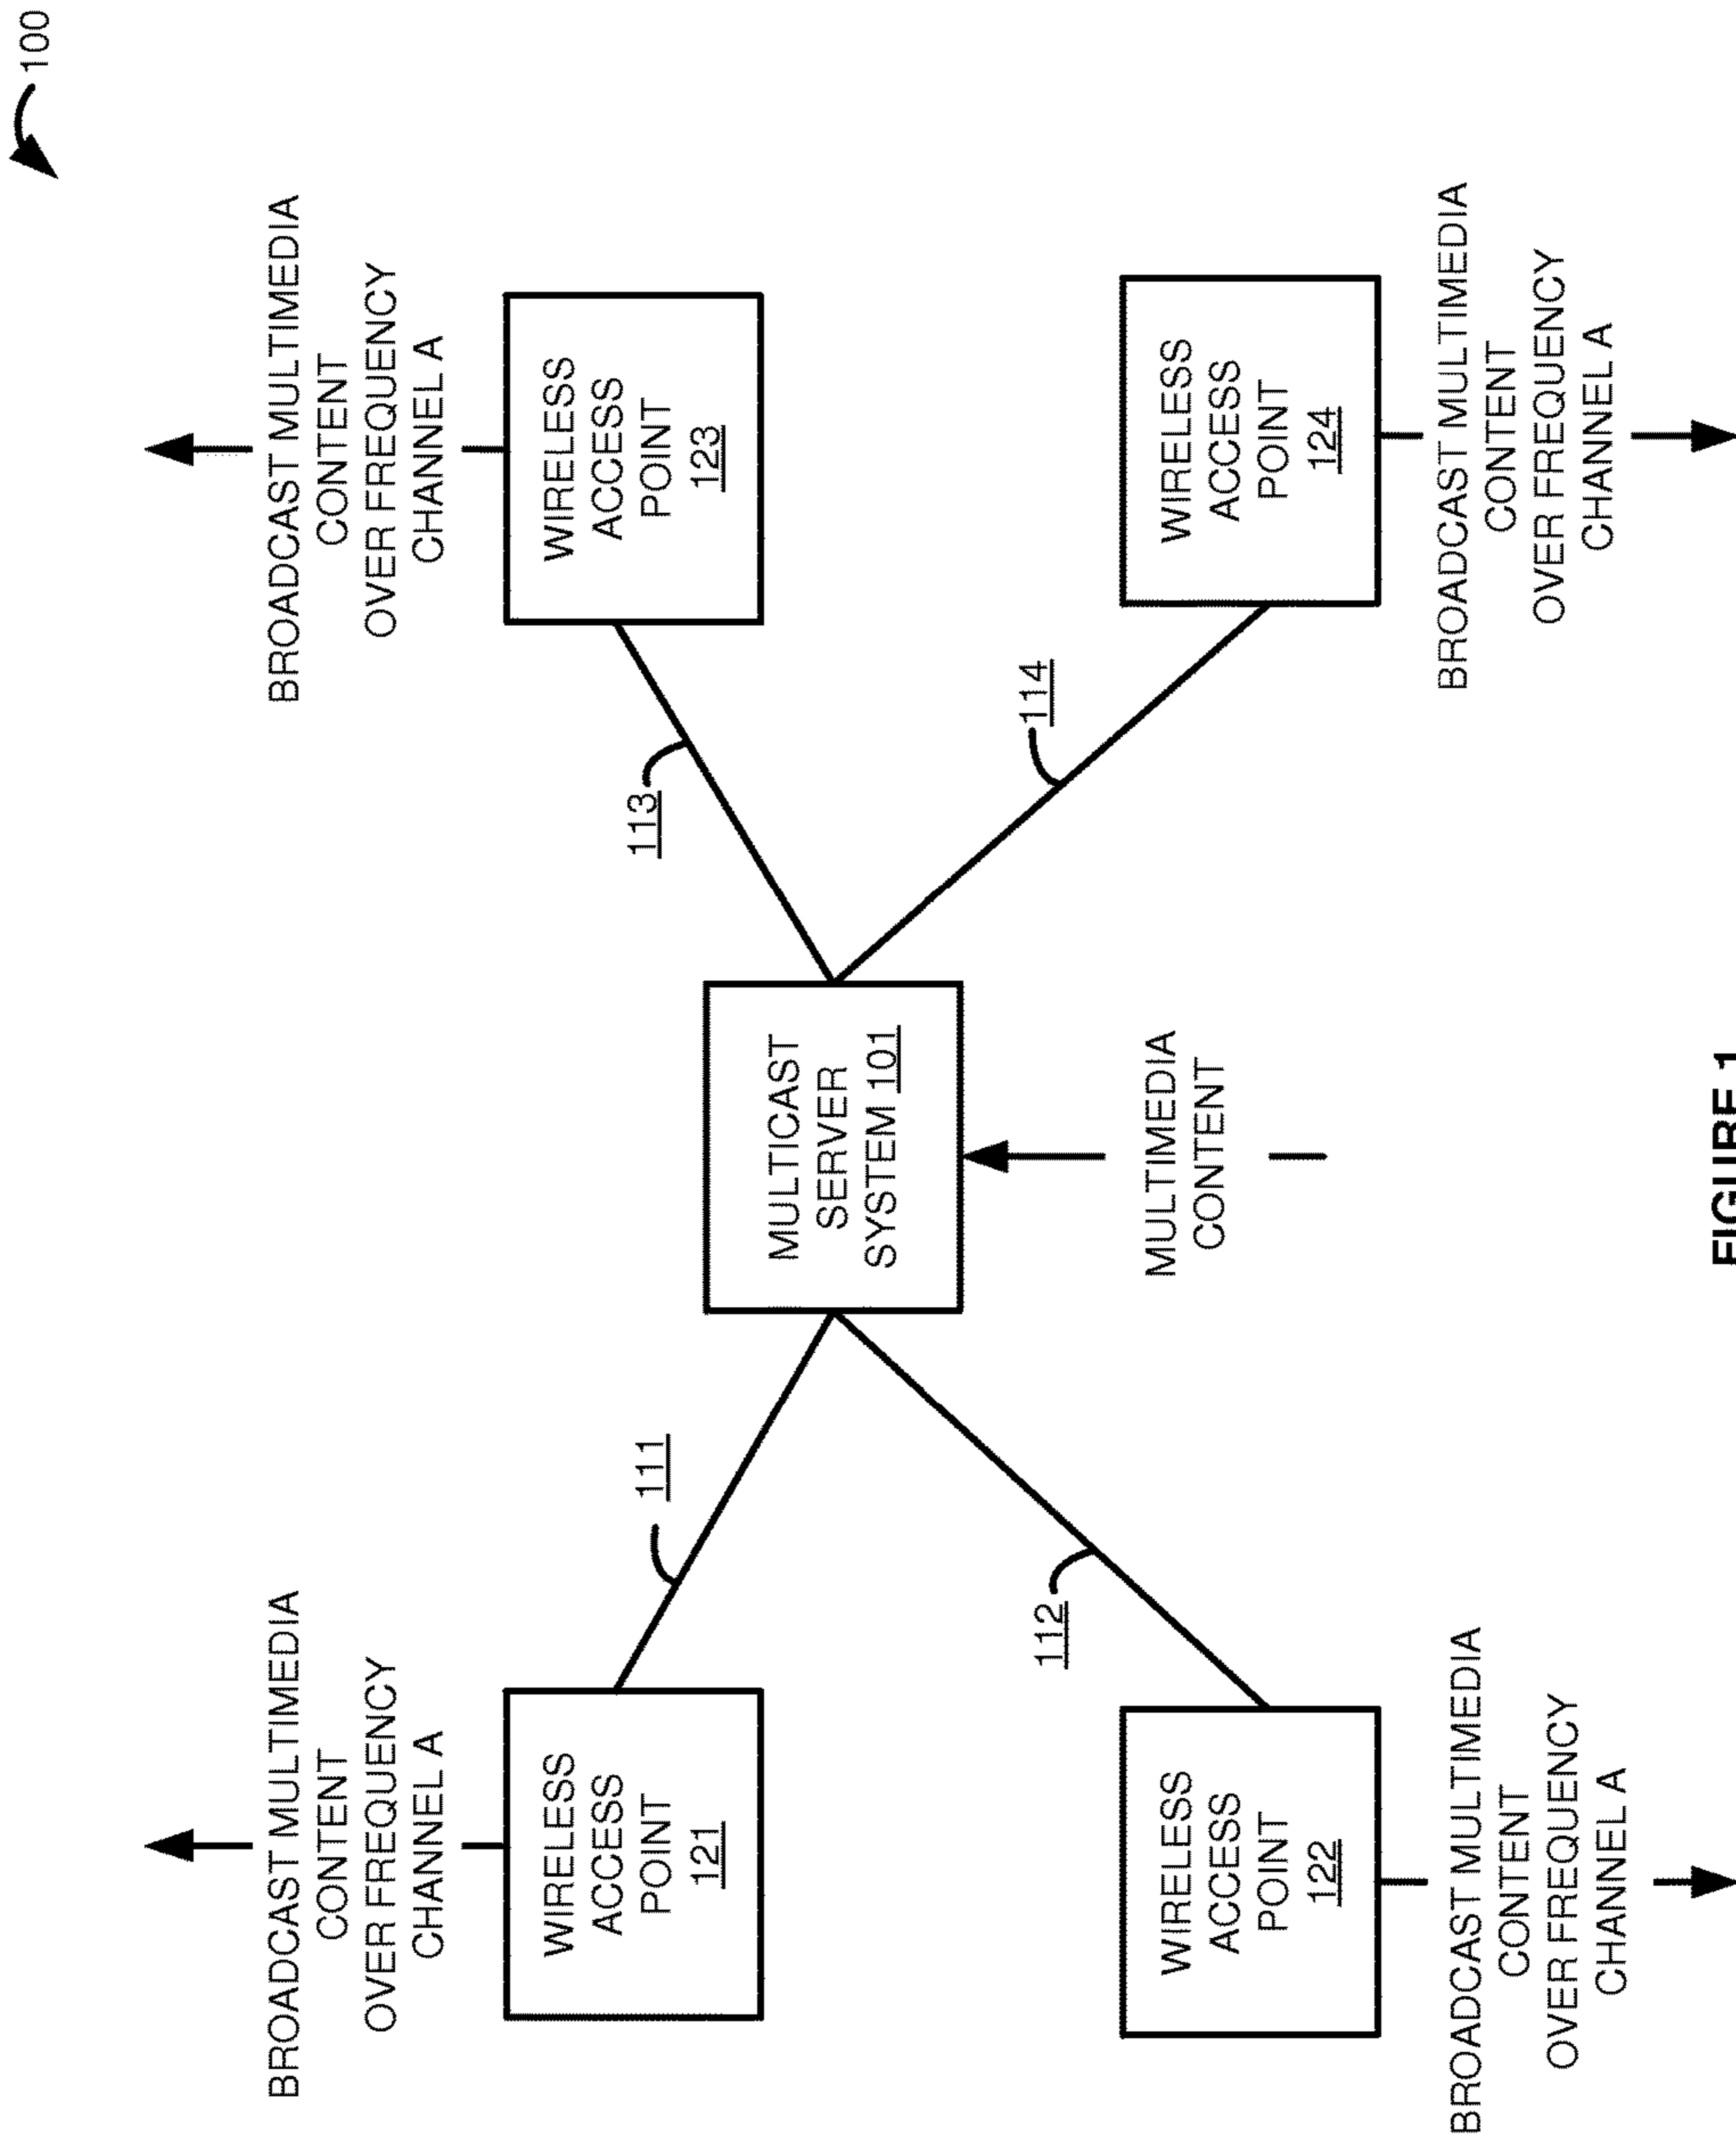 100
BROADCAST MULTIMEDIA
CONTENT
OVER FREQUENCY
CHANNEL A
BROADCAST MULTIMEDIA
CONTENT
OVER FREQUENCY
CHANNEL A
WIRELESS
ACCESS
POINT
121
WIRELESS
ACCESS
POINT
123
111
113
MULTICAST
SERVER
SYSTEM 101
112
114
WIRELESS
ACCESS
POINT
122
MULTIMEDIA
CONTENT
WIRELESS
ACCESS
POINT
124
BROADCAST MULTIMEDIA
CONTENT
OVER FREQUENCY
CHANNEL A
BROADCAST MULTIMEDIA
CONTENT
OVER FREQUENCY
CHANNEL A
FIGURE 1